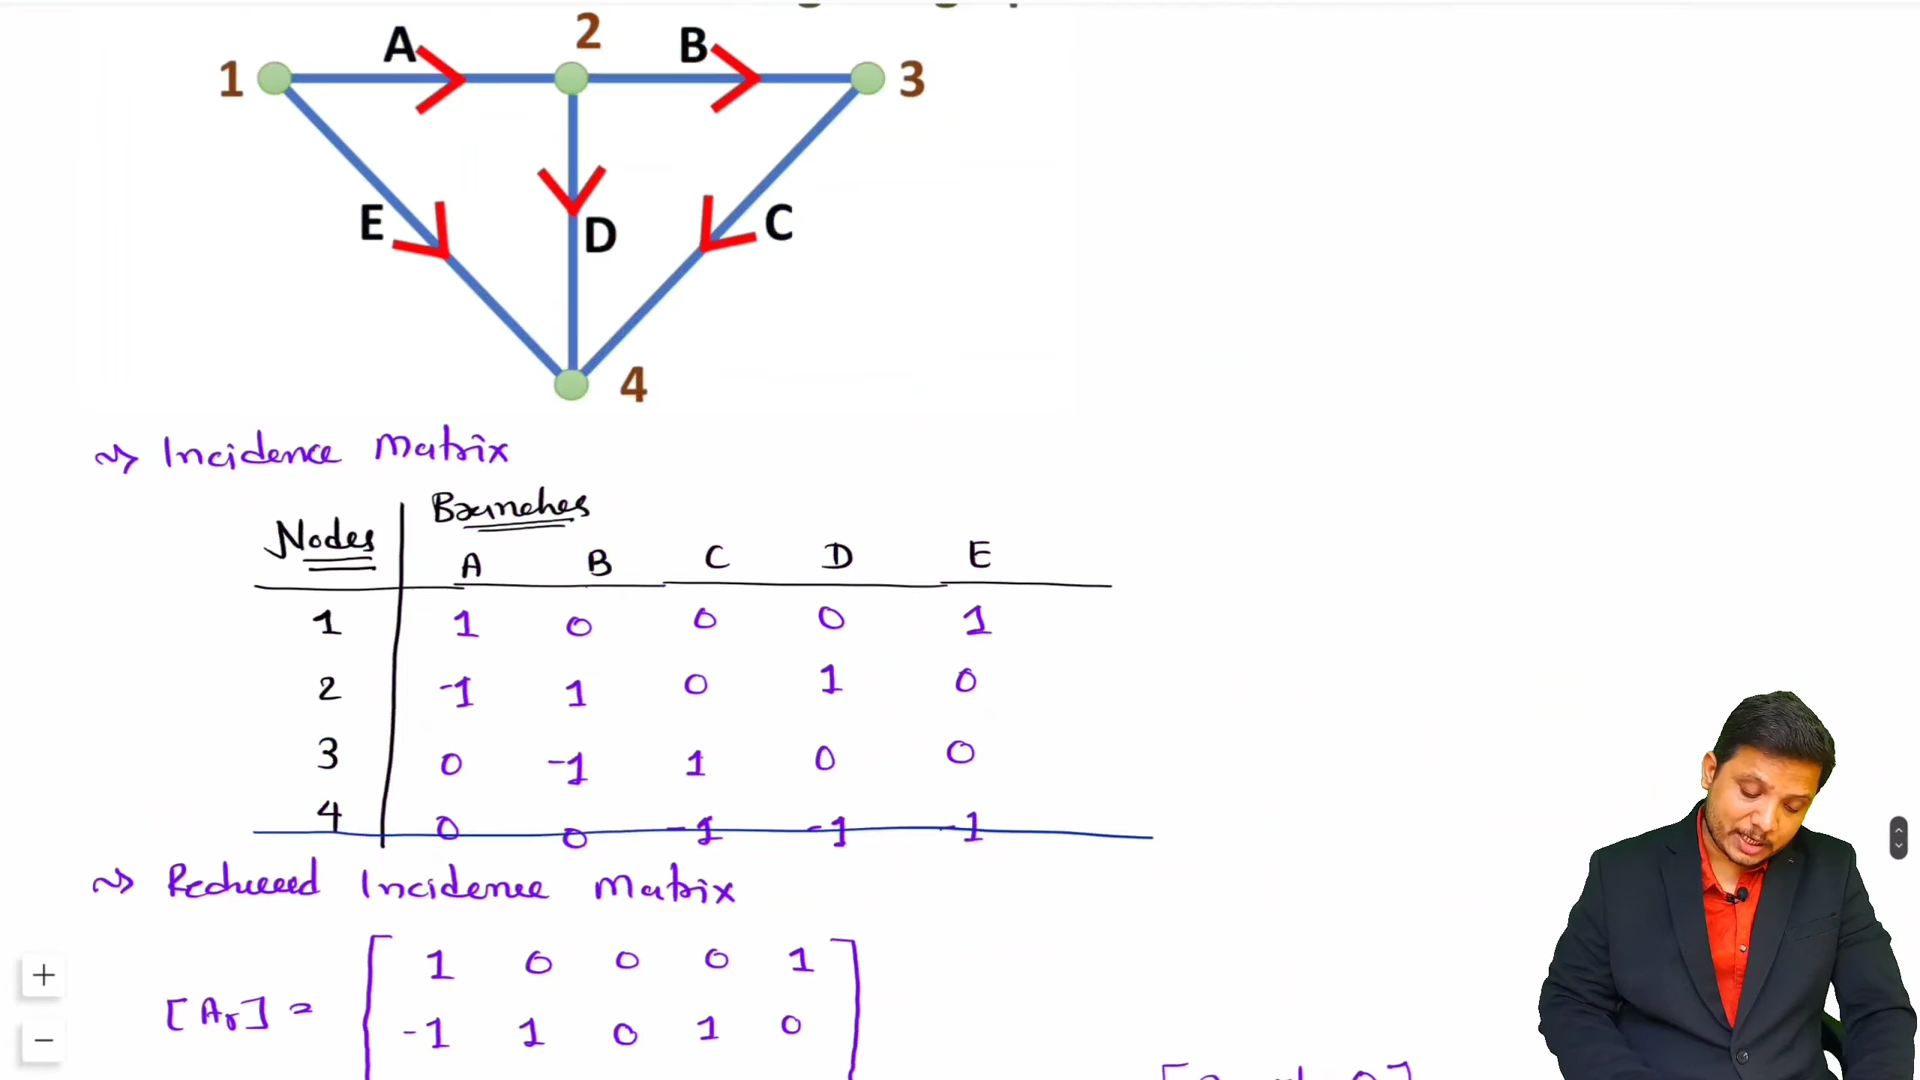 A 2 B
1 3
E D C
4
~> Incidence Matrix
Nodes Branches
A B C D E
1 1 0 0 0 1
2 -1 1 0 1 0
3 0 -1 1 0 0
4 0 0 -1 -1 -1
~> Reduced Incidence Matrix
[Ar] = 1 0 0 0 1
-1 1 0 1 0